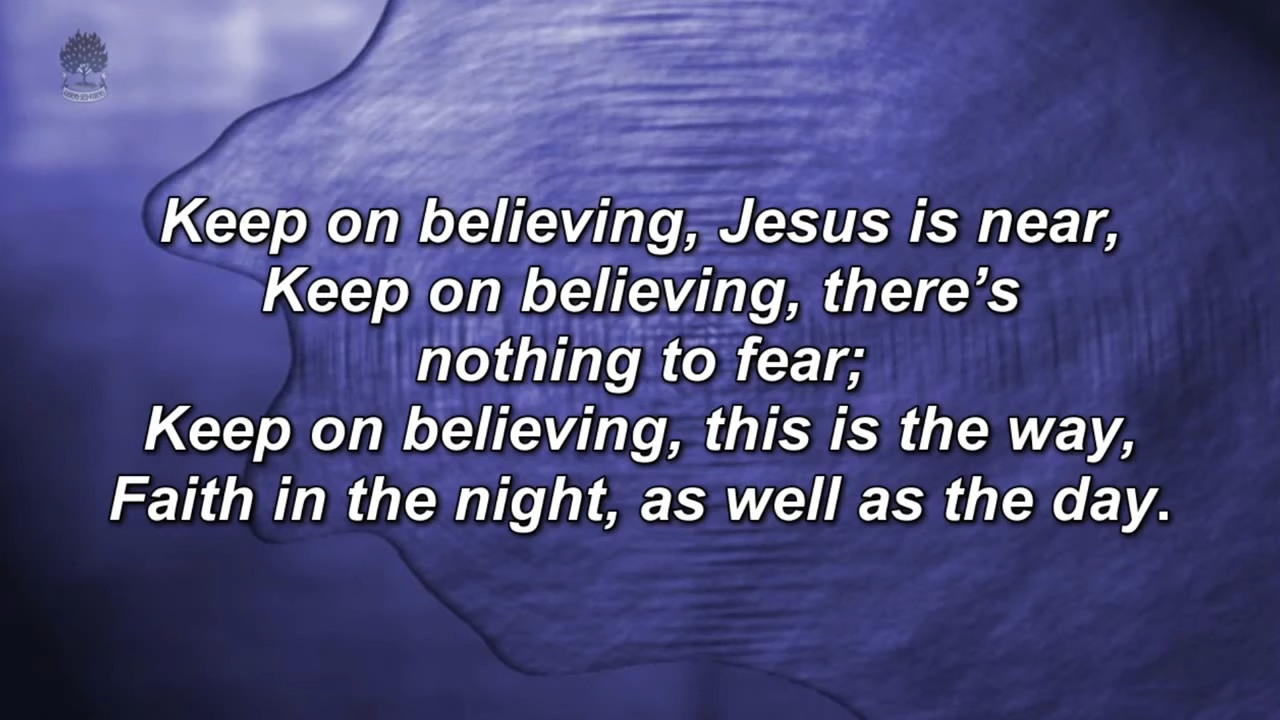 Keep on believing, Jesus is near,
Keep on believing, there’s
nothing to fear;
Keep on believing, this is the way,
Faith in the night, as well as the day.